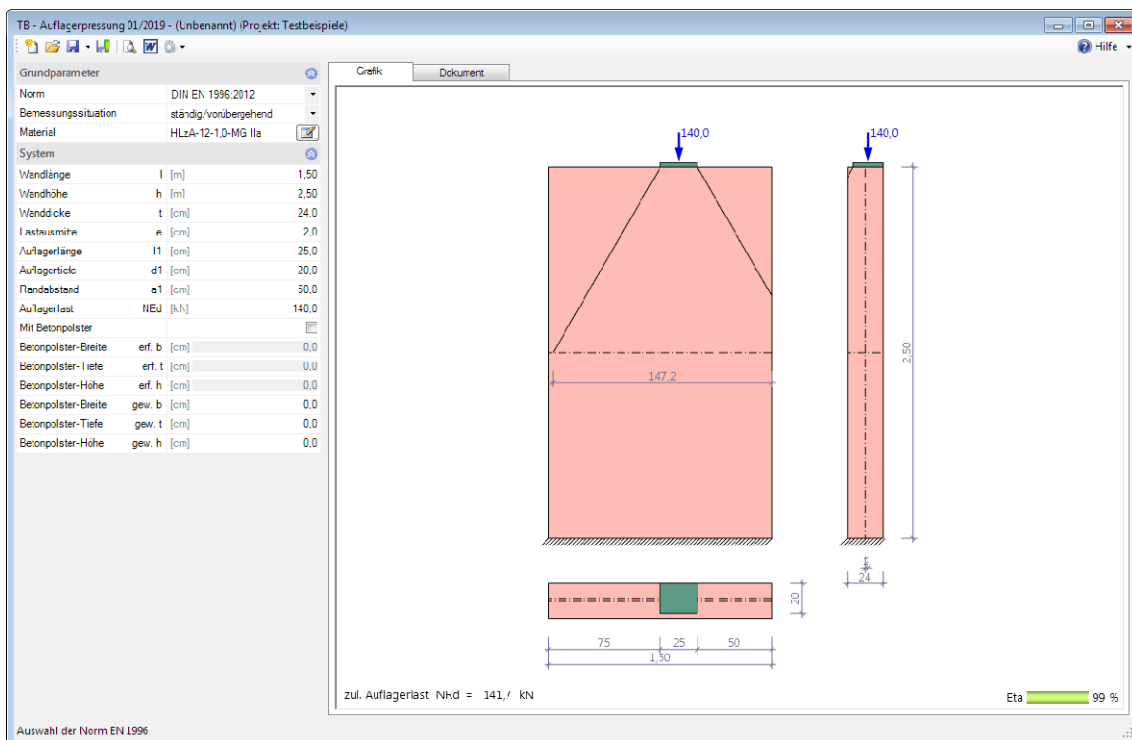 TB - Auflagerpressung 01/2019 - (Unbenannt) (Projekt: Testbeispiele)
Hilfe
Grundparameter
Norm DIN EN 1996:2012
Bemessungssituation ständig/vorübergehend
Material HLzA-12-1,0-MG IIa
System
Wandlänge l [m] 1,50
Wandhöhe h [m] 2,50
Wanddicke t [cm] 24,0
Lastausmitte e [cm] 2,0
Auflagerlänge l1 [cm] 25,0
Auflagertiefe d1 [cm] 20,0
Randabstand a1 [cm] 50,0
Auflagerlast NEd [kN] 140,0
Mit Betonpolster
Betonpolster-Breite erf. b [cm] 0,0
Betonpolster-Tiefe erf. t [cm] 0,0
Betonpolster-Höhe erf. h [cm] 0,0
Betonpolster-Breite gew. b [cm] 0,0
Betonpolster-Tiefe gew. t [cm] 0,0
Betonpolster-Höhe gew. h [cm] 0,0
Grafik Dokument
140,0 140,0
2,50
147,2
24
20
75 25 50
1,50
zul. Auflagerlast NRd = 141,7 kN
Eta 99 %
Auswahl der Norm EN 1996